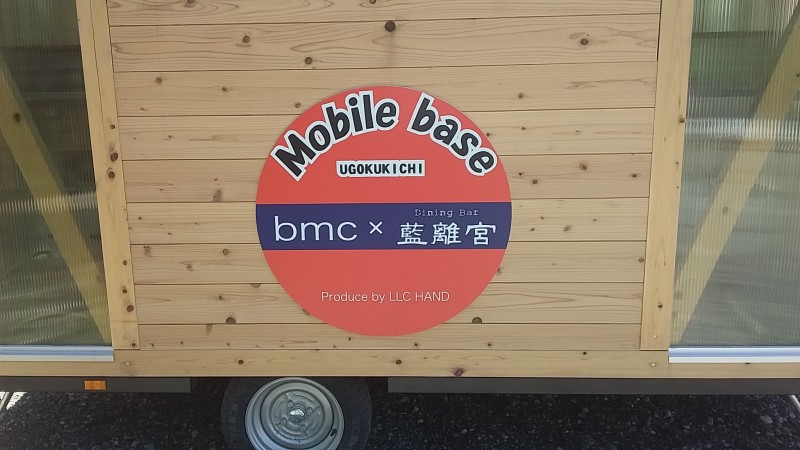 Mobile base
UGOKUKICHI
Dining Bar
bmc × 藍離宮
Produce by LLC HAND